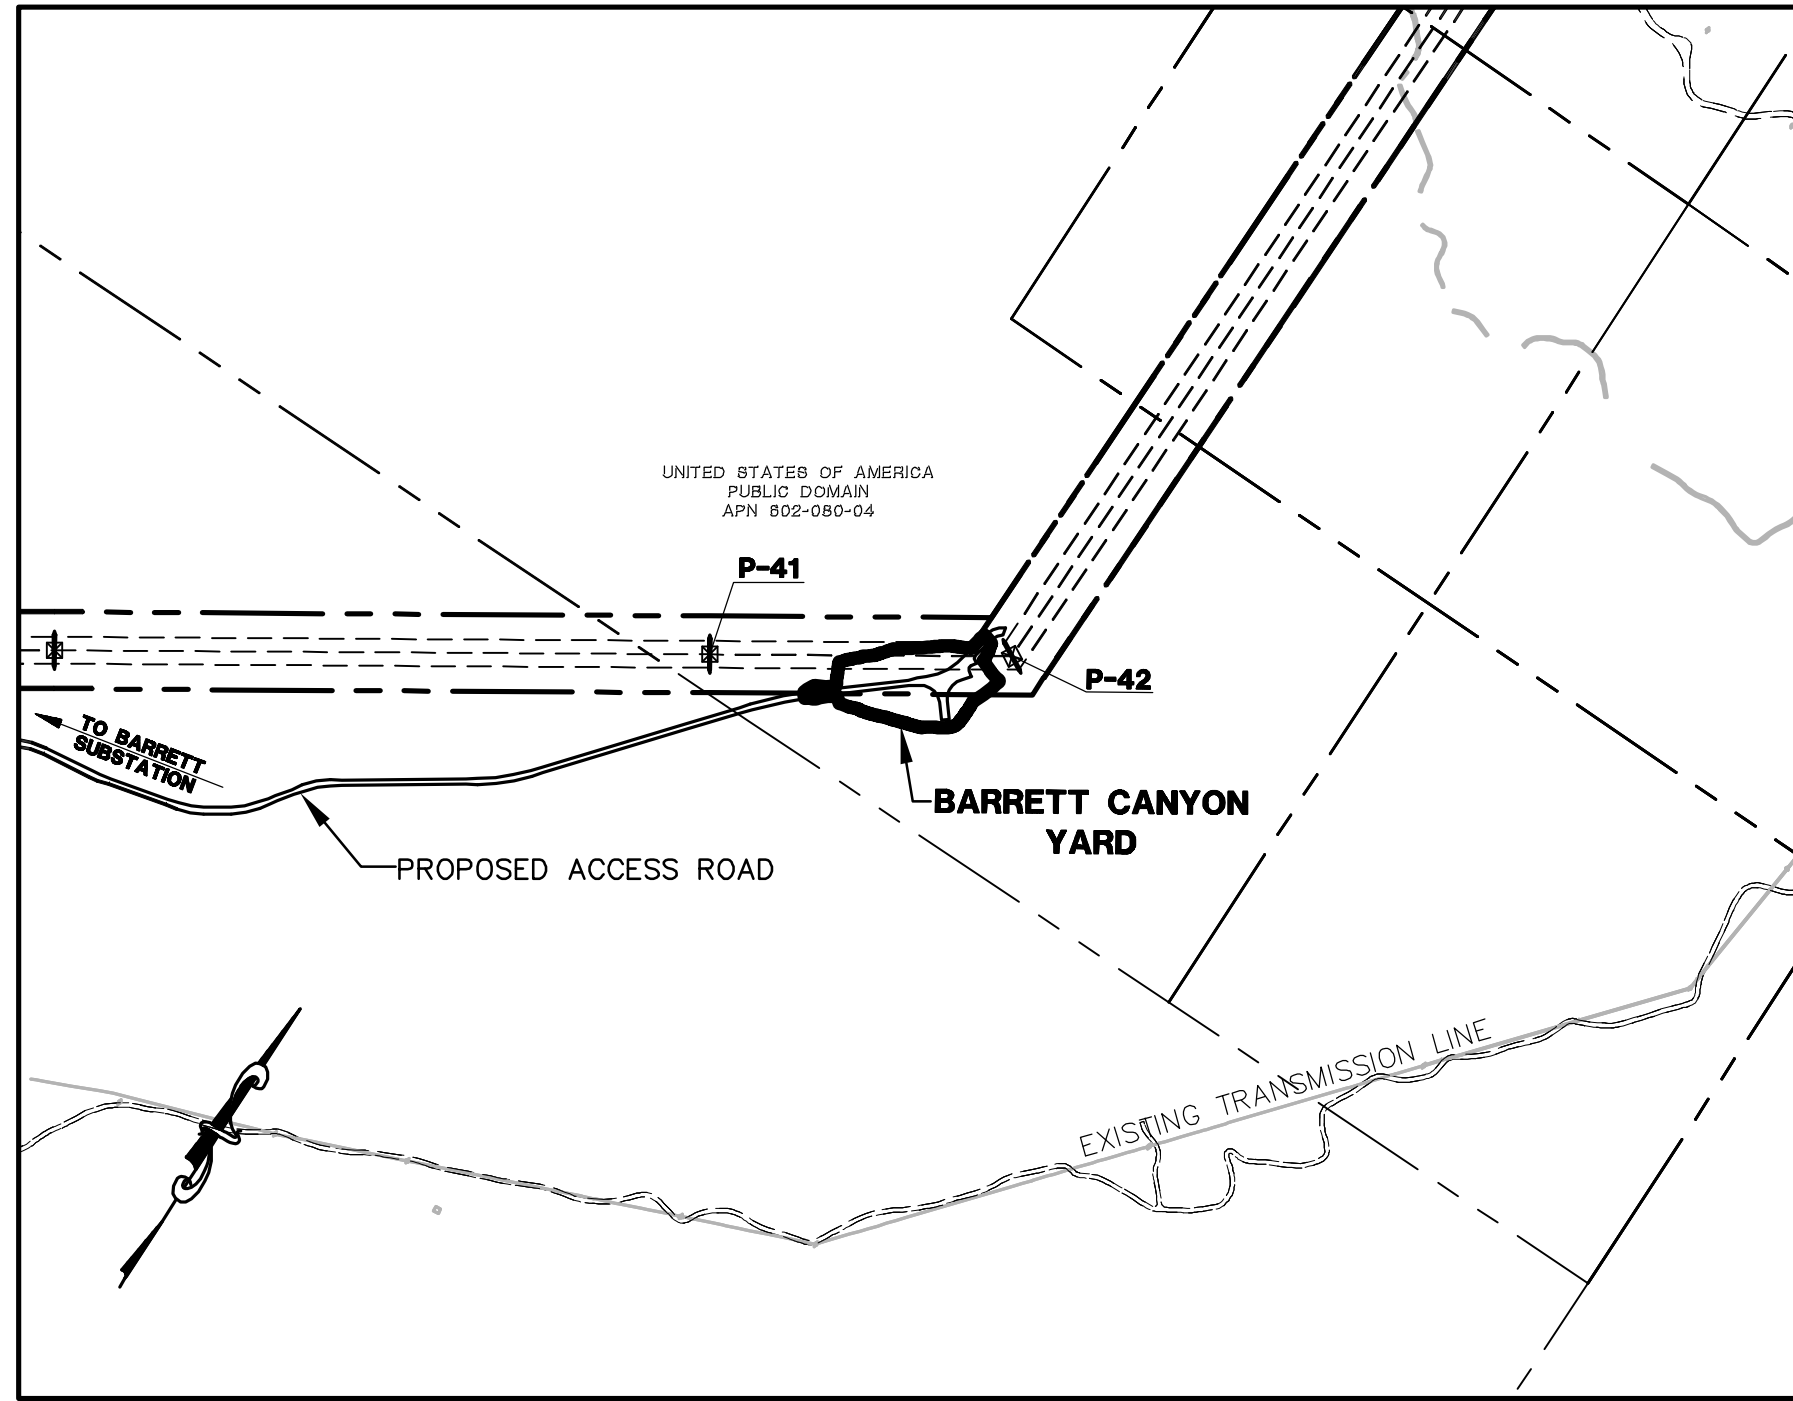 UNITED STATES OF AMERICA
PUBLIC DOMAIN
APN 602-080-04
P-41
P-42
TO BARRETT
SUBSTATION
BARRETT CANYON
YARD
PROPOSED ACCESS ROAD
EXISTING TRANSMISSION LINE